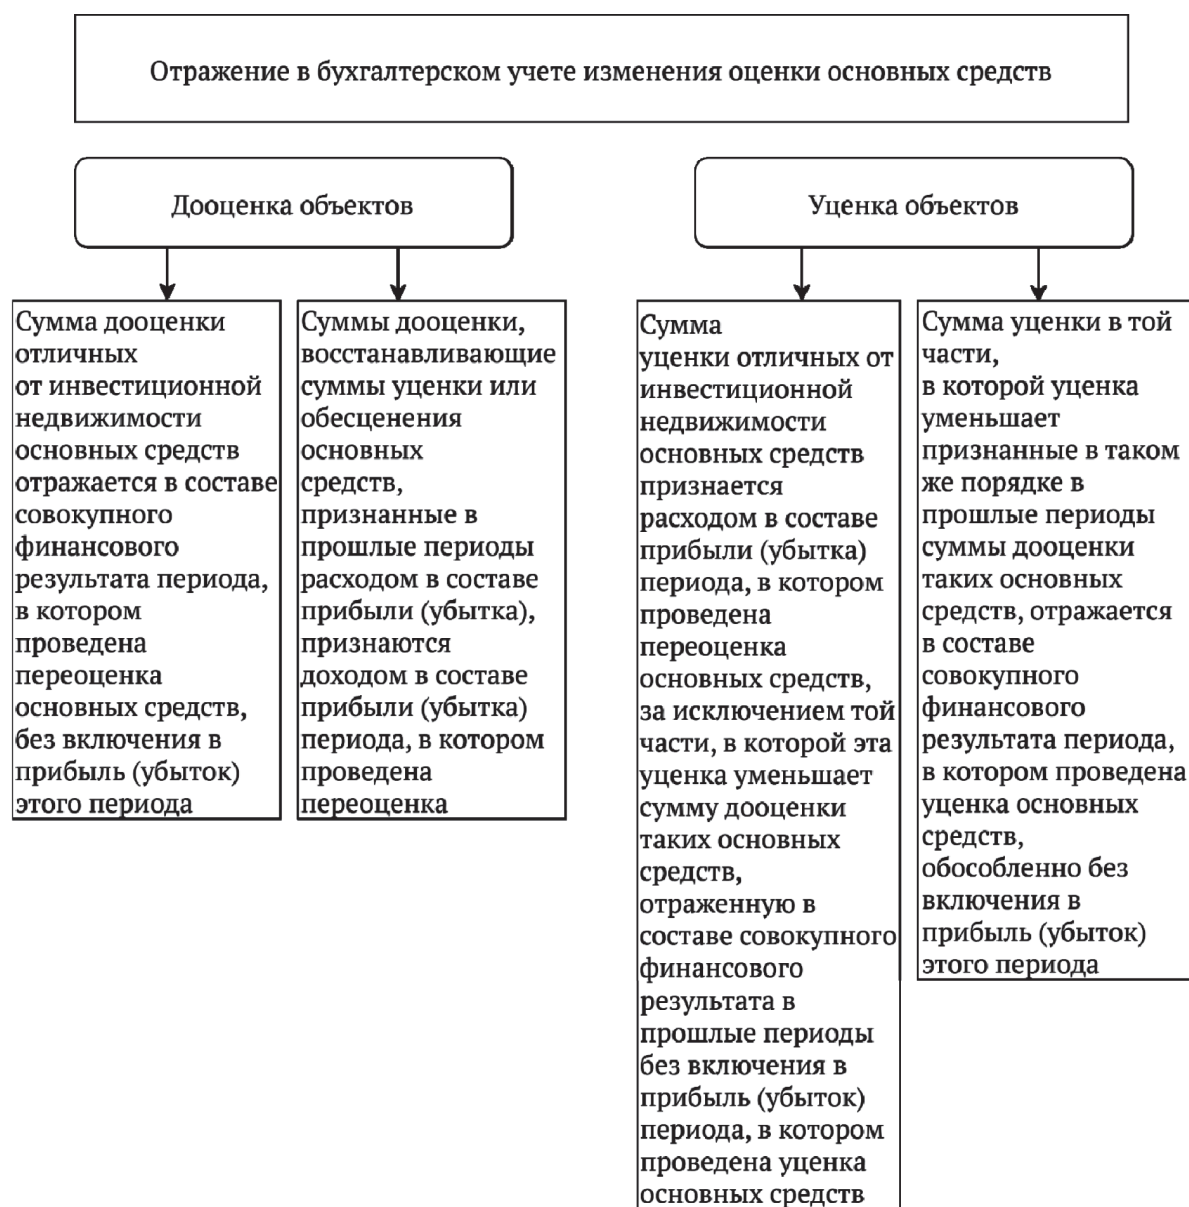 Отражение в бухгалтерском учете изменения оценки основных средств
Дооценка объектов
Уценка объектов
Сумма дооценки
отличных
от инвестиционной
недвижимости
основных средств
отражается в составе
совокупного
финансового
результата периода,
в котором
проведена
переоценка
основных средств,
без включения в
прибыль (убыток)
этого периода
Суммы дооценки,
восстанавливающие
суммы уценки или
обесценения
основных
средств,
признанные в
прошлые периоды
расходом в составе
прибыли (убытка),
признаются
доходом в составе
прибыли (убытка)
периода, в котором
проведена
переоценка
Сумма
уценки отличных от
инвестиционной
недвижимости
основных средств
признается
расходом в составе
прибыли (убытка)
периода, в котором
проведена
переоценка
основных средств,
за исключением той
части, в которой эта
уценка уменьшает
сумму дооценки
таких основных
средств,
отраженную в
составе совокупного
финансового
результата в
прошлые периоды
без включения в
прибыль (убыток)
периода, в котором
проведена уценка
основных средств
Сумма уценки в той
части,
в которой уценка
уменьшает
признанные в таком
же порядке в
прошлые периоды
суммы дооценки
таких основных
средств, отражается
в составе
совокупного
финансового
результата периода,
в котором проведена
уценка основных
средств,
обособленно без
включения в
прибыль (убыток)
этого периода